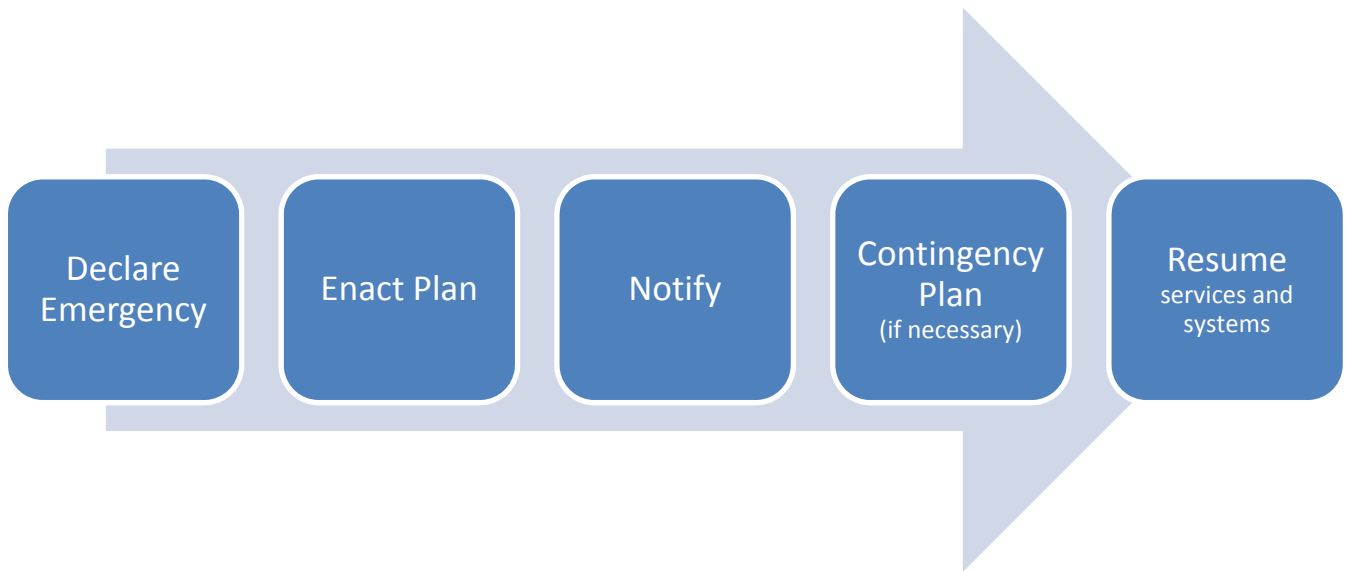 Declare
Emergency
Enact Plan
Notify
Contingency
Plan
(if necessary)
Resume
services and
systems